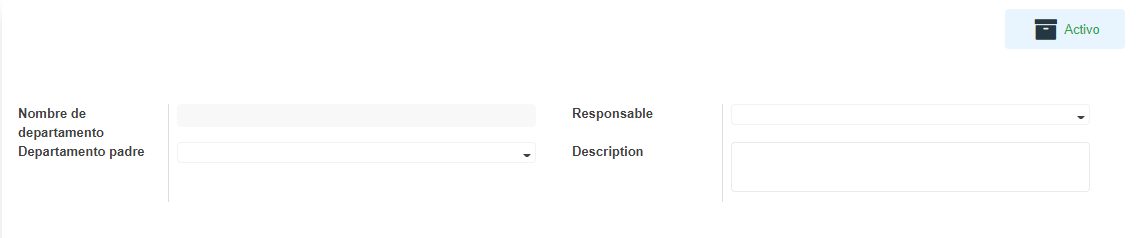 Activo
Nombre de
departamento
Responsable
Departamento padre
Description